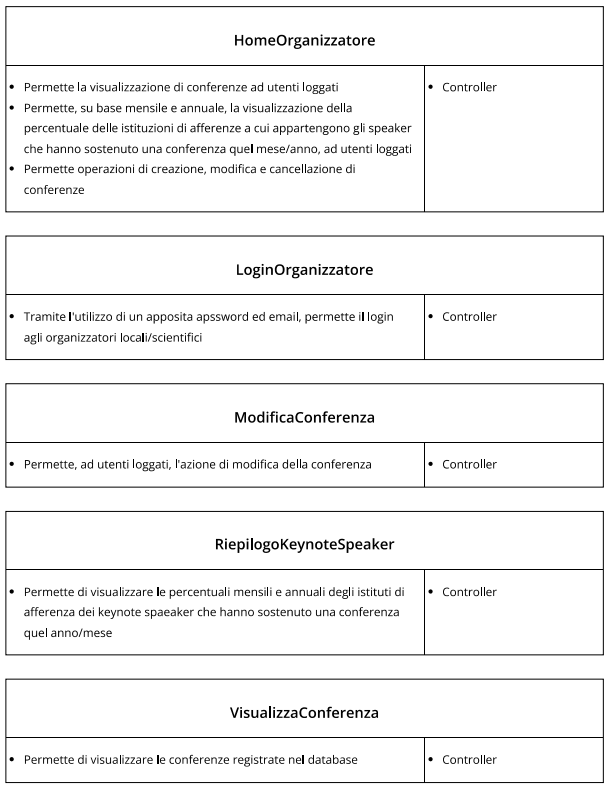 HomeOrganizzatore
• Permette la visualizzazione di conferenze ad utenti loggati
• Permette, su base mensile e annuale, la visualizzazione della
percentuale delle istituzioni di afferenze a cui appartengono gli speaker
che hanno sostenuto una conferenza quel mese/anno, ad utenti loggati
• Permette operazioni di creazione, modifica e cancellazione di
conferenze
• Controller
LoginOrganizzatore
• Tramite l'utilizzo di un apposita apssword ed email, permette il login
agli organizzatori locali/scientifici
• Controller
ModificaConferenza
• Permette, ad utenti loggati, l'azione di modifica della conferenza
• Controller
RiepilogoKeynoteSpeaker
• Permette di visualizzare le percentuali mensili e annuali degli istituti di
afferenza dei keynote spaeaker che hanno sostenuto una conferenza
quel anno/mese
• Controller
VisualizzaConferenza
• Permette di visualizzare le conferenze registrate nel database
• Controller